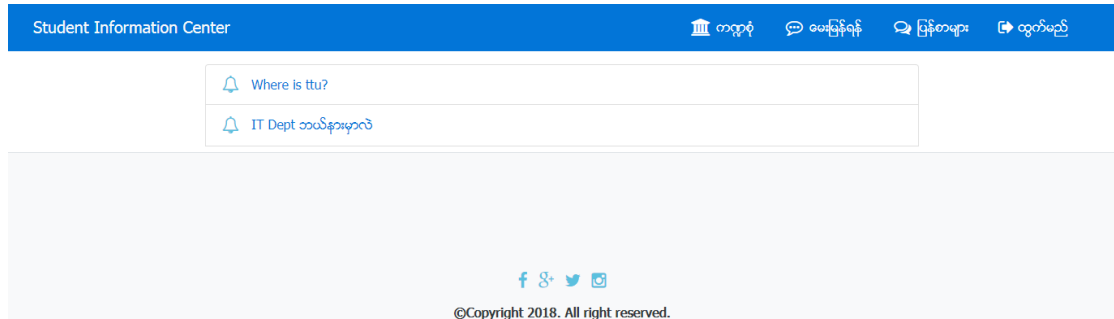 Student Information Center
ကဏ္ဍစုံ
မေးမြန်ရန်
ပြန်စာများ
ထွက်မည်
Where is ttu?
IT Dept ဘယ်နားမှာလဲ
©Copyright 2018. All right reserved.